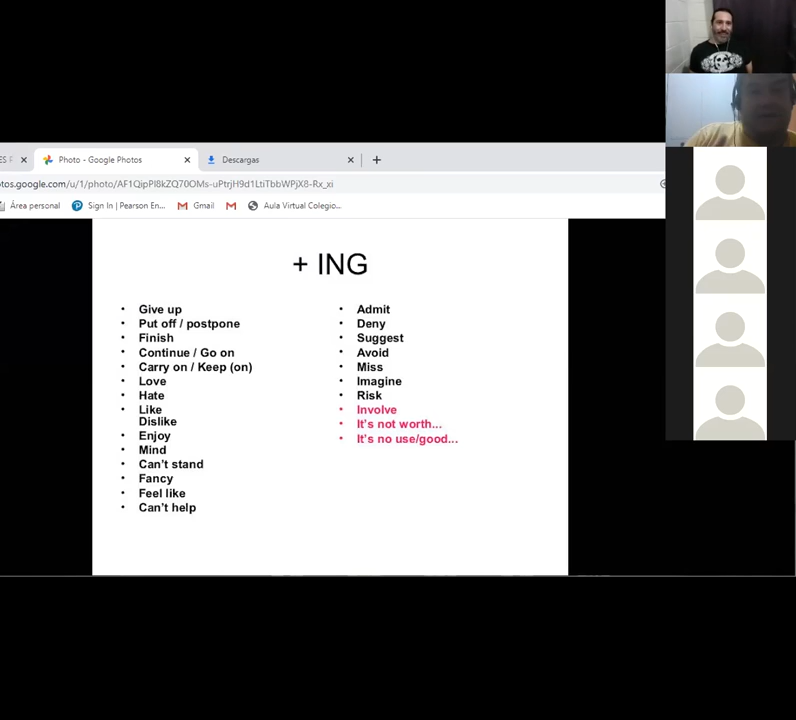 ES F
Photo - Google Photos
Descargas
otos.google.com/u/1/photo/AF1QipPl8kZQ70OMs-uPtrjH9d1LtiTbbWPjX8-Rx_xi
Área personal
Sign In | Pearson En...
Gmail
Aula Virtual Colegio...
+ ING
• Give up
• Put off / postpone
• Finish
• Continue / Go on
• Carry on / Keep (on)
• Love
• Hate
• Like
Dislike
• Enjoy
• Mind
• Can't stand
• Fancy
• Feel like
• Can't help
• Admit
• Deny
• Suggest
• Avoid
• Miss
• Imagine
• Risk
• Involve
• It's not worth...
• It's no use/good...